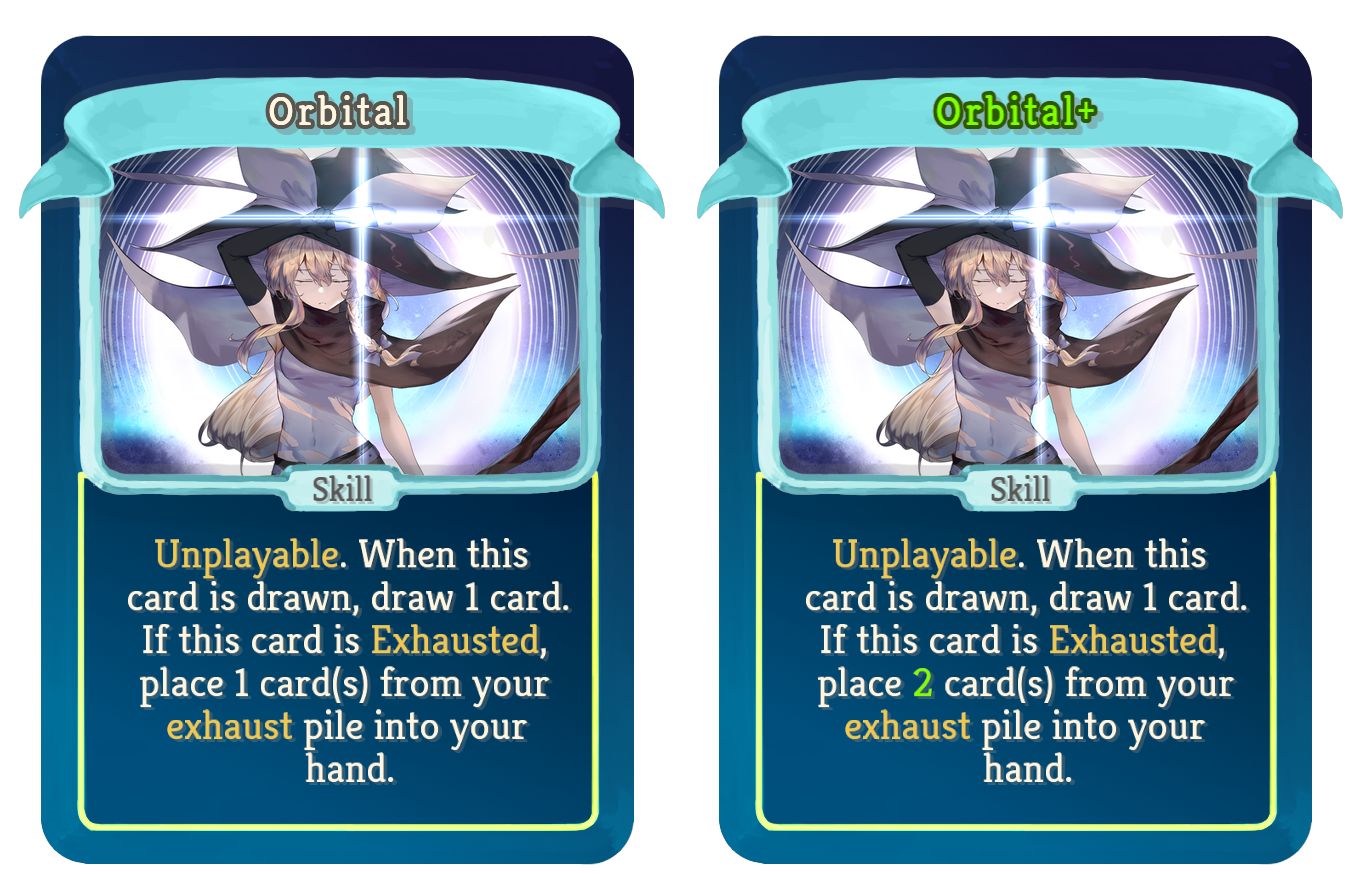 Orbital
Skill
Unplayable. When this
card is drawn, draw 1 card.
If this card is Exhausted,
place 1 card(s) from your
exhaust pile into your
hand.
Orbital+
Skill
Unplayable. When this
card is drawn, draw 1 card.
If this card is Exhausted,
place 2 card(s) from your
exhaust pile into your
hand.